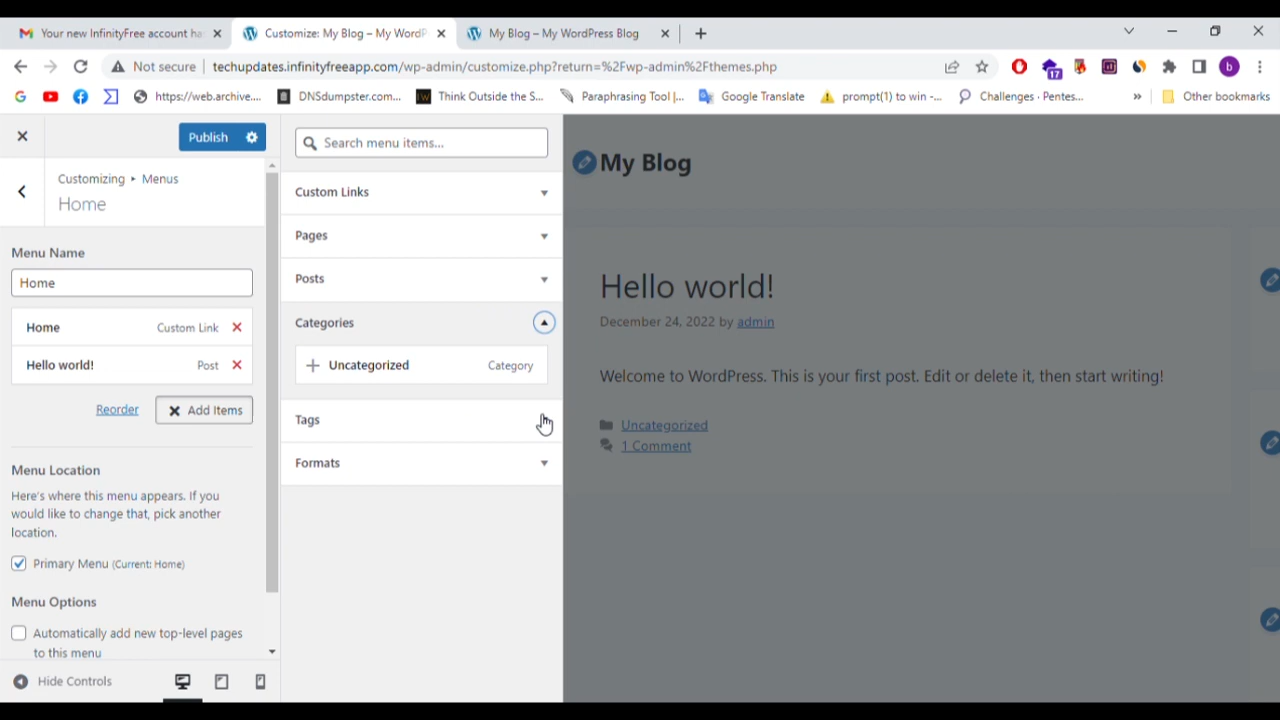 Your new InfinityFree account ha
Customize: My Blog – My WordP
My Blog – My WordPress Blog
Not secure
techupdates.infinityfreeapp.com/wp-admin/customize.php?return=%2Fwp-admin%2Fthemes.php
17
b
https://web.archive....
DNSdumpster.com...
Think Outside the S...
Paraphrasing Tool |...
Google Translate
prompt(1) to win -...
Challenges · Pentes...
»
Other bookmarks
Publish
Customizing ▸ Menus
Home
Menu Name
Home
Home Custom Link
Hello world! Post
Reorder
Add Items
Menu Location
Here's where this menu appears. If you
would like to change that, pick another
location.
Primary Menu (Current: Home)
Menu Options
Automatically add new top-level pages
to this menu
Hide Controls
Search menu items...
Custom Links
Pages
Posts
Categories
Uncategorized Category
Tags
Formats
My Blog
Hello world!
December 24, 2022 by admin
Welcome to WordPress. This is your first post. Edit or delete it, then start writing!
Uncategorized
1 Comment